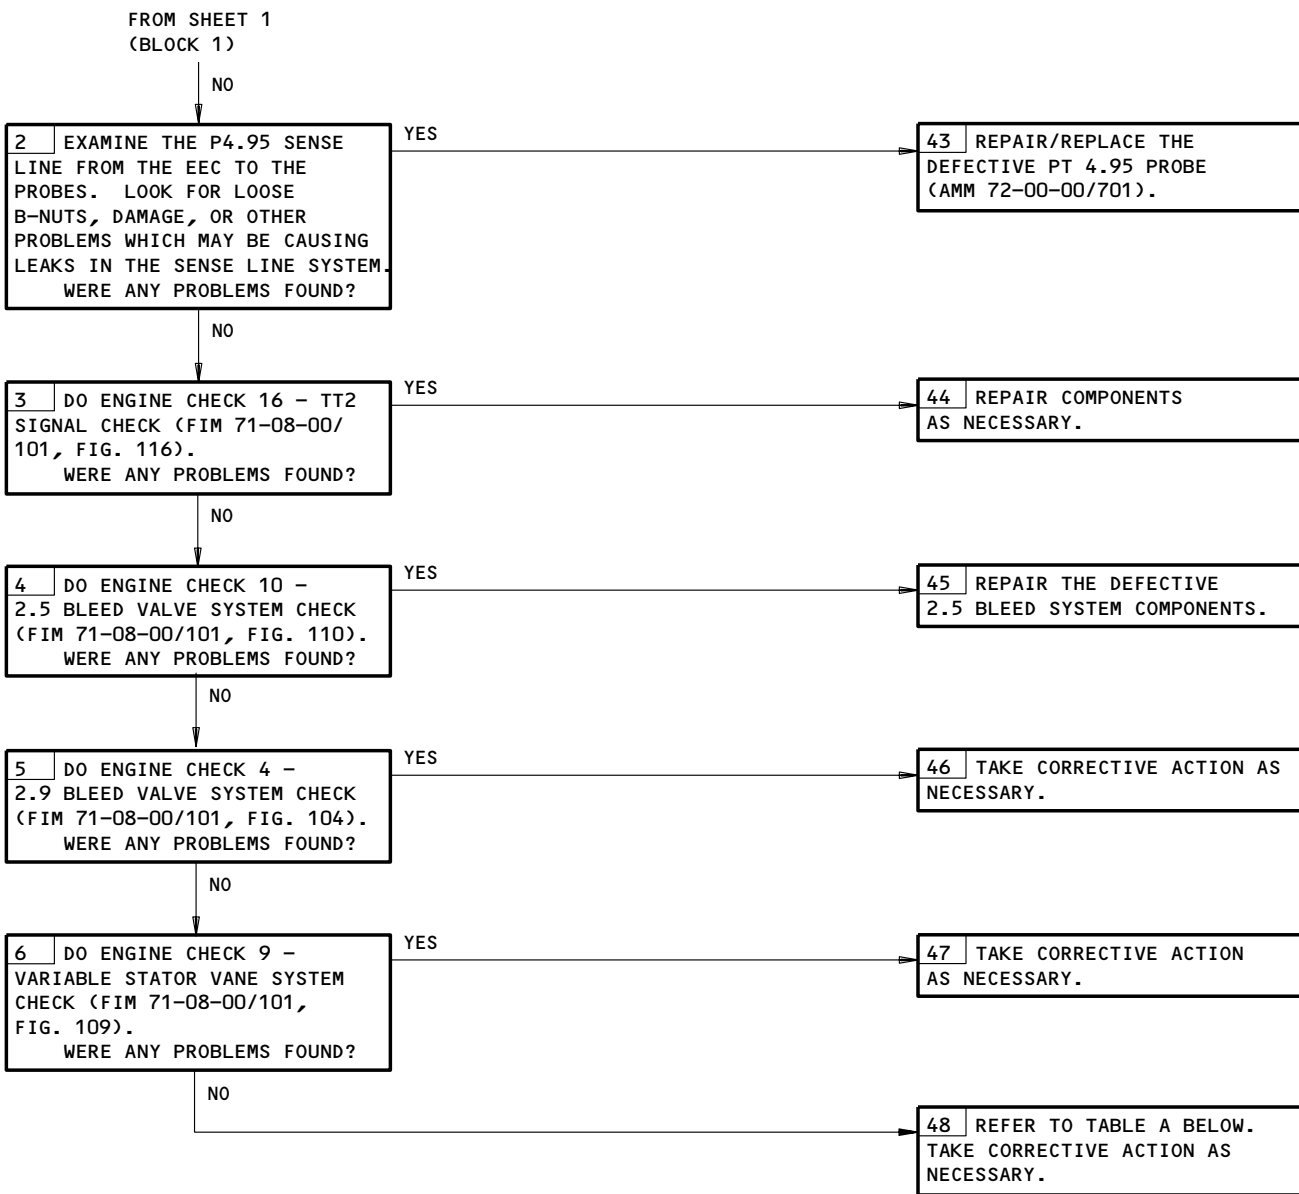 FROM SHEET 1
(BLOCK 1)
NO
2 EXAMINE THE P4.95 SENSE
LINE FROM THE EEC TO THE
PROBES. LOOK FOR LOOSE
B-NUTS, DAMAGE, OR OTHER
PROBLEMS WHICH MAY BE CAUSING
LEAKS IN THE SENSE LINE SYSTEM.
WERE ANY PROBLEMS FOUND?
YES
43 REPAIR/REPLACE THE
DEFECTIVE PT 4.95 PROBE
(AMM 72-00-00/701).
NO
3 DO ENGINE CHECK 16 - TT2
SIGNAL CHECK (FIM 71-08-00/
101, FIG. 116).
WERE ANY PROBLEMS FOUND?
YES
44 REPAIR COMPONENTS
AS NECESSARY.
NO
4 DO ENGINE CHECK 10 -
2.5 BLEED VALVE SYSTEM CHECK
(FIM 71-08-00/101, FIG. 110).
WERE ANY PROBLEMS FOUND?
YES
45 REPAIR THE DEFECTIVE
2.5 BLEED SYSTEM COMPONENTS.
NO
5 DO ENGINE CHECK 4 -
2.9 BLEED VALVE SYSTEM CHECK
(FIM 71-08-00/101, FIG. 104).
WERE ANY PROBLEMS FOUND?
YES
46 TAKE CORRECTIVE ACTION AS
NECESSARY.
NO
6 DO ENGINE CHECK 9 -
VARIABLE STATOR VANE SYSTEM
CHECK (FIM 71-08-00/101,
FIG. 109).
WERE ANY PROBLEMS FOUND?
YES
47 TAKE CORRECTIVE ACTION
AS NECESSARY.
NO
48 REFER TO TABLE A BELOW.
TAKE CORRECTIVE ACTION AS
NECESSARY.